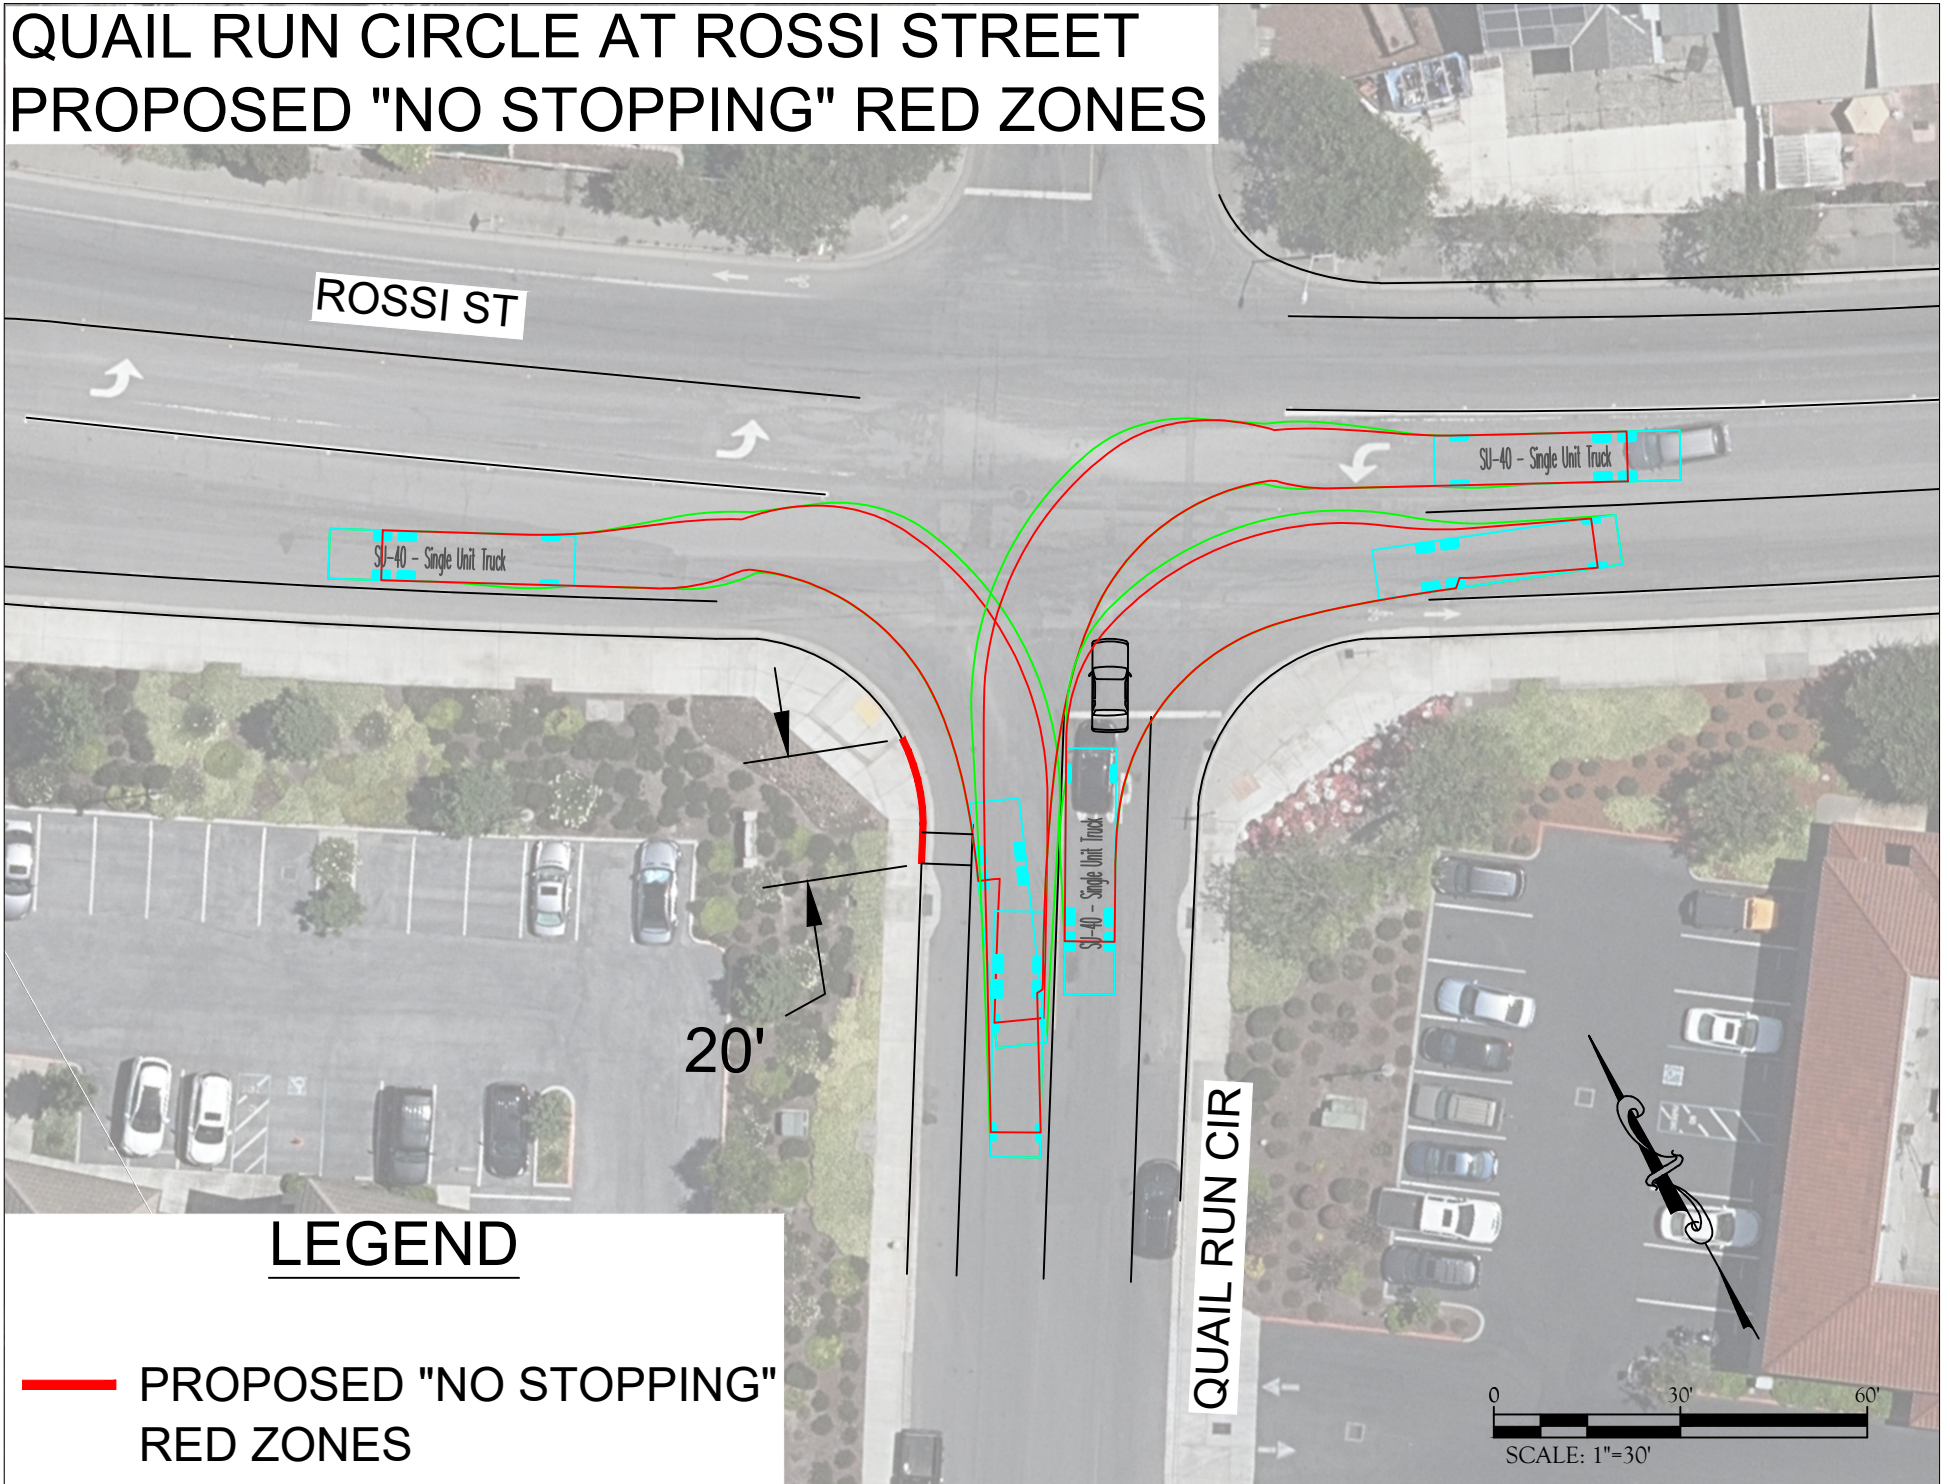 QUAIL RUN CIRCLE AT ROSSI STREET
PROPOSED "NO STOPPING" RED ZONES
ROSSI ST
SU-40 - Single Unit Truck
SU-40 - Single Unit Truck
SU-40 - Single Unit Truck
20'
QUAIL RUN CIR
LEGEND
PROPOSED "NO STOPPING"
RED ZONES
0 30' 60'
SCALE: 1"=30'